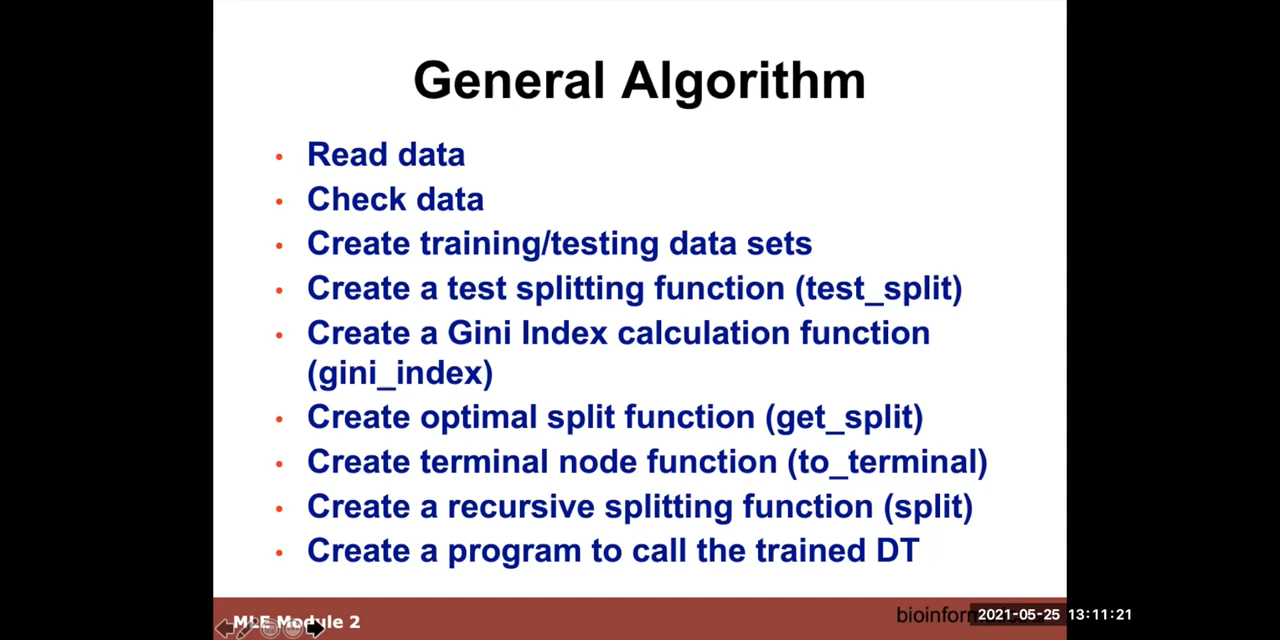 General Algorithm
• Read data
• Check data
• Create training/testing data sets
• Create a test splitting function (test_split)
• Create a Gini Index calculation function
(gini_index)
• Create optimal split function (get_split)
• Create terminal node function (to_terminal)
• Create a recursive splitting function (split)
• Create a program to call the trained DT
MLE Module 2
2021-05-25 13:11:21